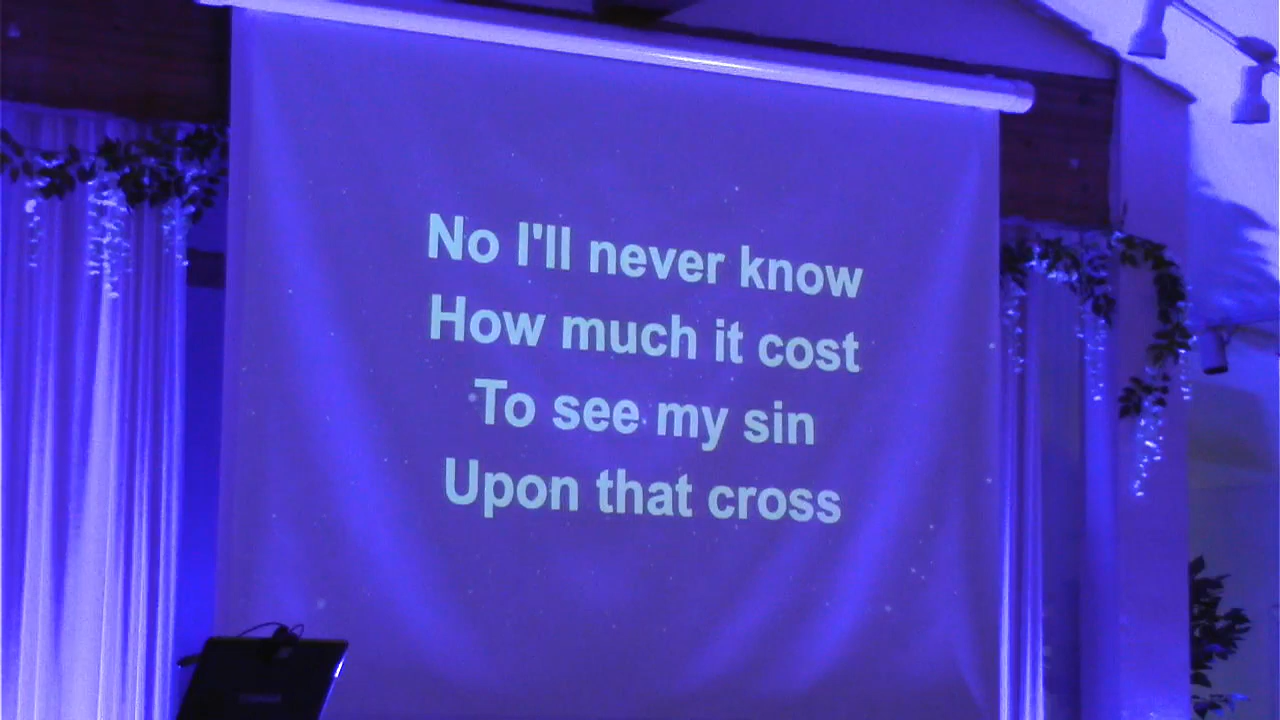 No I'll never know
How much it cost
To see my sin
Upon that cross